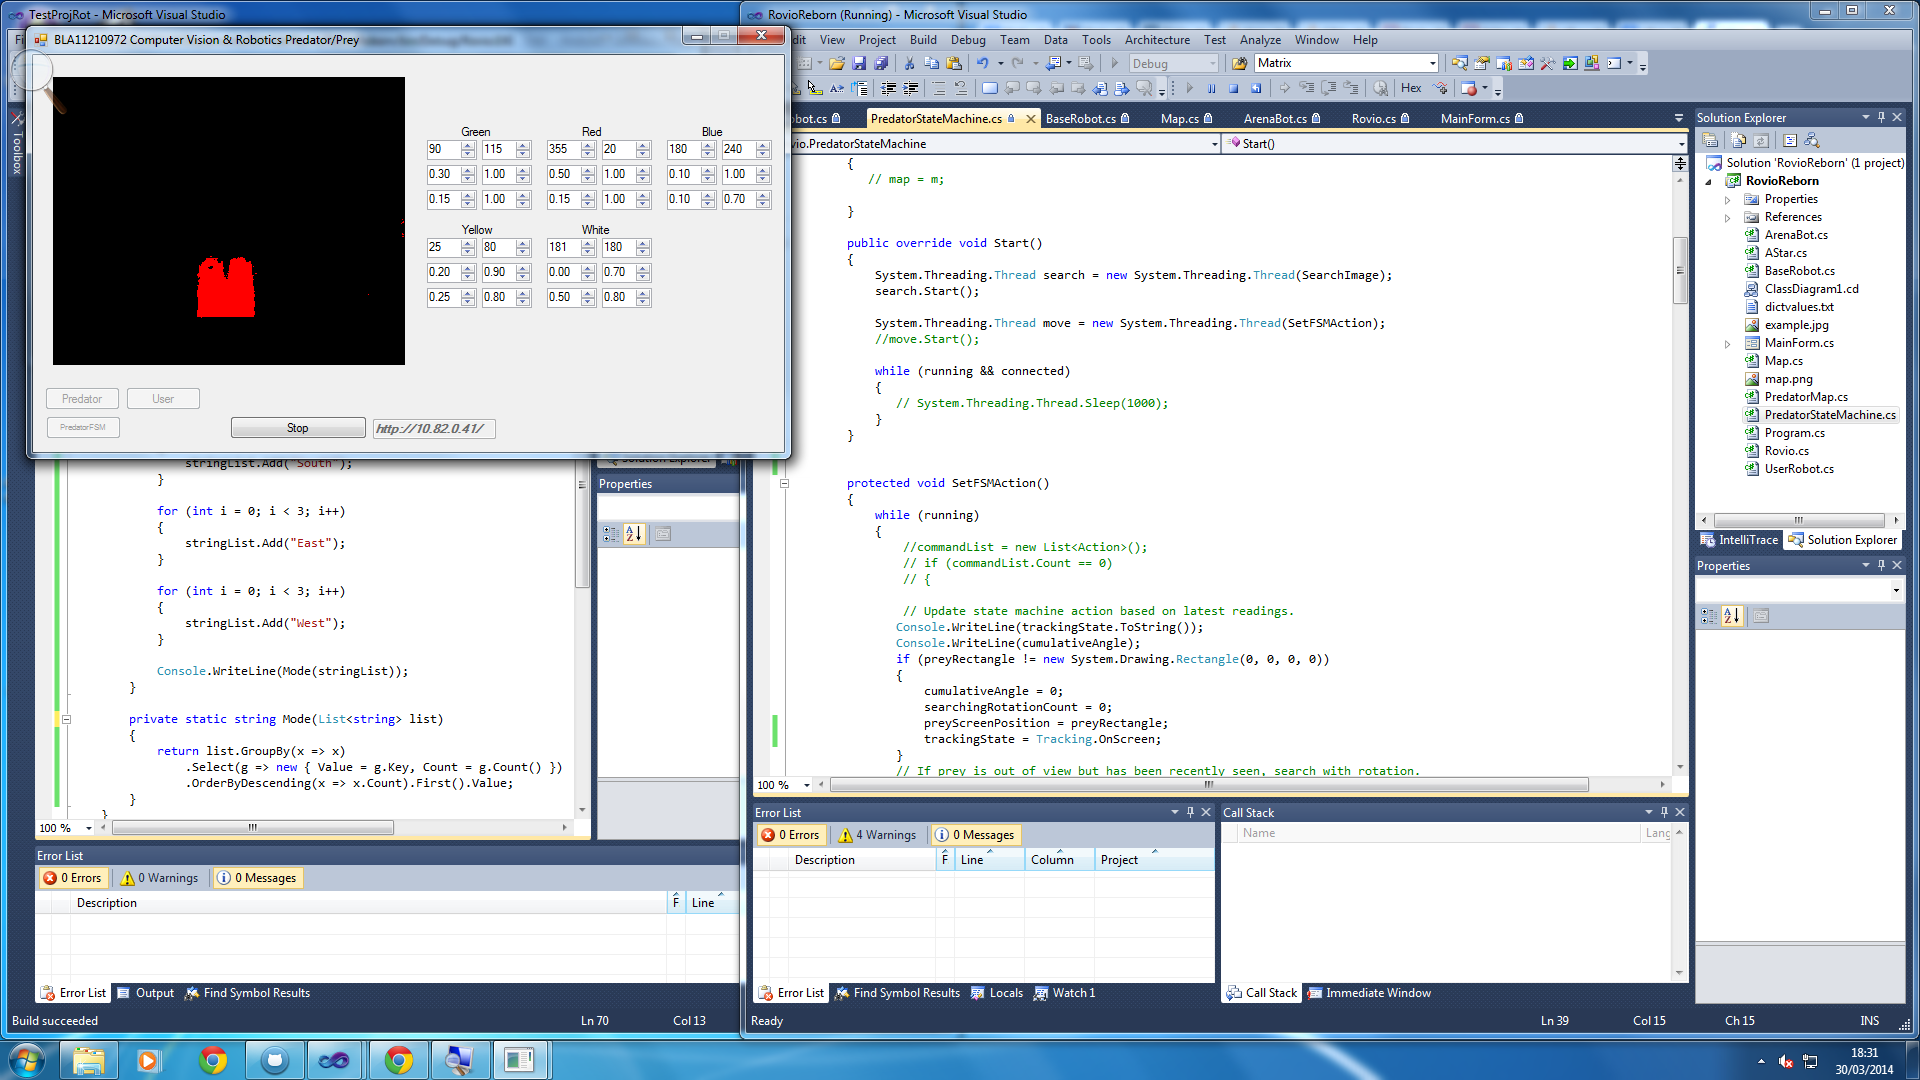 TestProjRot - Microsoft Visual Studio
RovioReborn (Running) - Microsoft Visual Studio
BLA11210972 Computer Vision & Robotics Predator/Prey
View Project Build Debug Team Data Tools Architecture Test Analyze Window Help
Debug
Matrix
Hex
Toolbox
Green Red Blue
90 115 355 20 180 240
0.30 1.00 0.50 1.00 0.10 1.00
0.15 1.00 0.15 1.00 0.10 0.70
Yellow White
25 80 181 180
0.20 0.90 0.00 0.70
0.25 0.80 0.50 0.80
Predator User
PredatorFSM
Stop
http://10.82.0.41/
stringList.Add("South");
}
for (int i = 0; i < 3; i++)
{
stringList.Add("East");
}
for (int i = 0; i < 3; i++)
{
stringList.Add("West");
}
Console.WriteLine(Mode(stringList));
}
private static string Mode(List<string> list)
{
return list.GroupBy(x => x)
.Select(g => new { Value = g.Key, Count = g.Count() })
.OrderByDescending(x => x.Count).First().Value;
}
}
100 %
Solution Explorer
Properties
Error List
0 Errors 0 Warnings 0 Messages
Description F Line
Error List Output Find Symbol Results
Build succeeded
Ln 70 Col 13
obot.cs PredatorStateMachine.cs BaseRobot.cs Map.cs ArenaBot.cs Rovio.cs MainForm.cs
vio.PredatorStateMachine
Start()
{
// map = m;
}
public override void Start()
{
System.Threading.Thread search = new System.Threading.Thread(SearchImage);
search.Start();
System.Threading.Thread move = new System.Threading.Thread(SetFSMAction);
//move.Start();
while (running && connected)
{
// System.Threading.Thread.Sleep(1000);
}
}
protected void SetFSMAction()
{
while (running)
{
//commandList = new List<Action>();
// if (commandList.Count == 0)
// {
// Update state machine action based on latest readings.
Console.WriteLine(trackingState.ToString());
Console.WriteLine(cumulativeAngle);
if (preyRectangle != new System.Drawing.Rectangle(0, 0, 0, 0))
{
cumulativeAngle = 0;
searchingRotationCount = 0;
preyScreenPosition = preyRectangle;
trackingState = Tracking.OnScreen;
}
// If prey is out of view but has been recently seen, search with rotation.
100 %
Error List
0 Errors 4 Warnings 0 Messages
Description F Line Column Project
Error List Find Symbol Results Locals Watch 1
Call Stack
Name Lang
Call Stack Immediate Window
Ready
Ln 39 Col 15 Ch 15 INS
Solution Explorer
Solution 'RovioReborn' (1 project)
RovioReborn
Properties
References
ArenaBot.cs
AStar.cs
BaseRobot.cs
ClassDiagram1.cd
dictvalues.txt
example.jpg
MainForm.cs
Map.cs
map.png
PredatorMap.cs
PredatorStateMachine.cs
Program.cs
Rovio.cs
UserRobot.cs
IntelliTrace Solution Explorer
Properties
18:31
30/03/2014